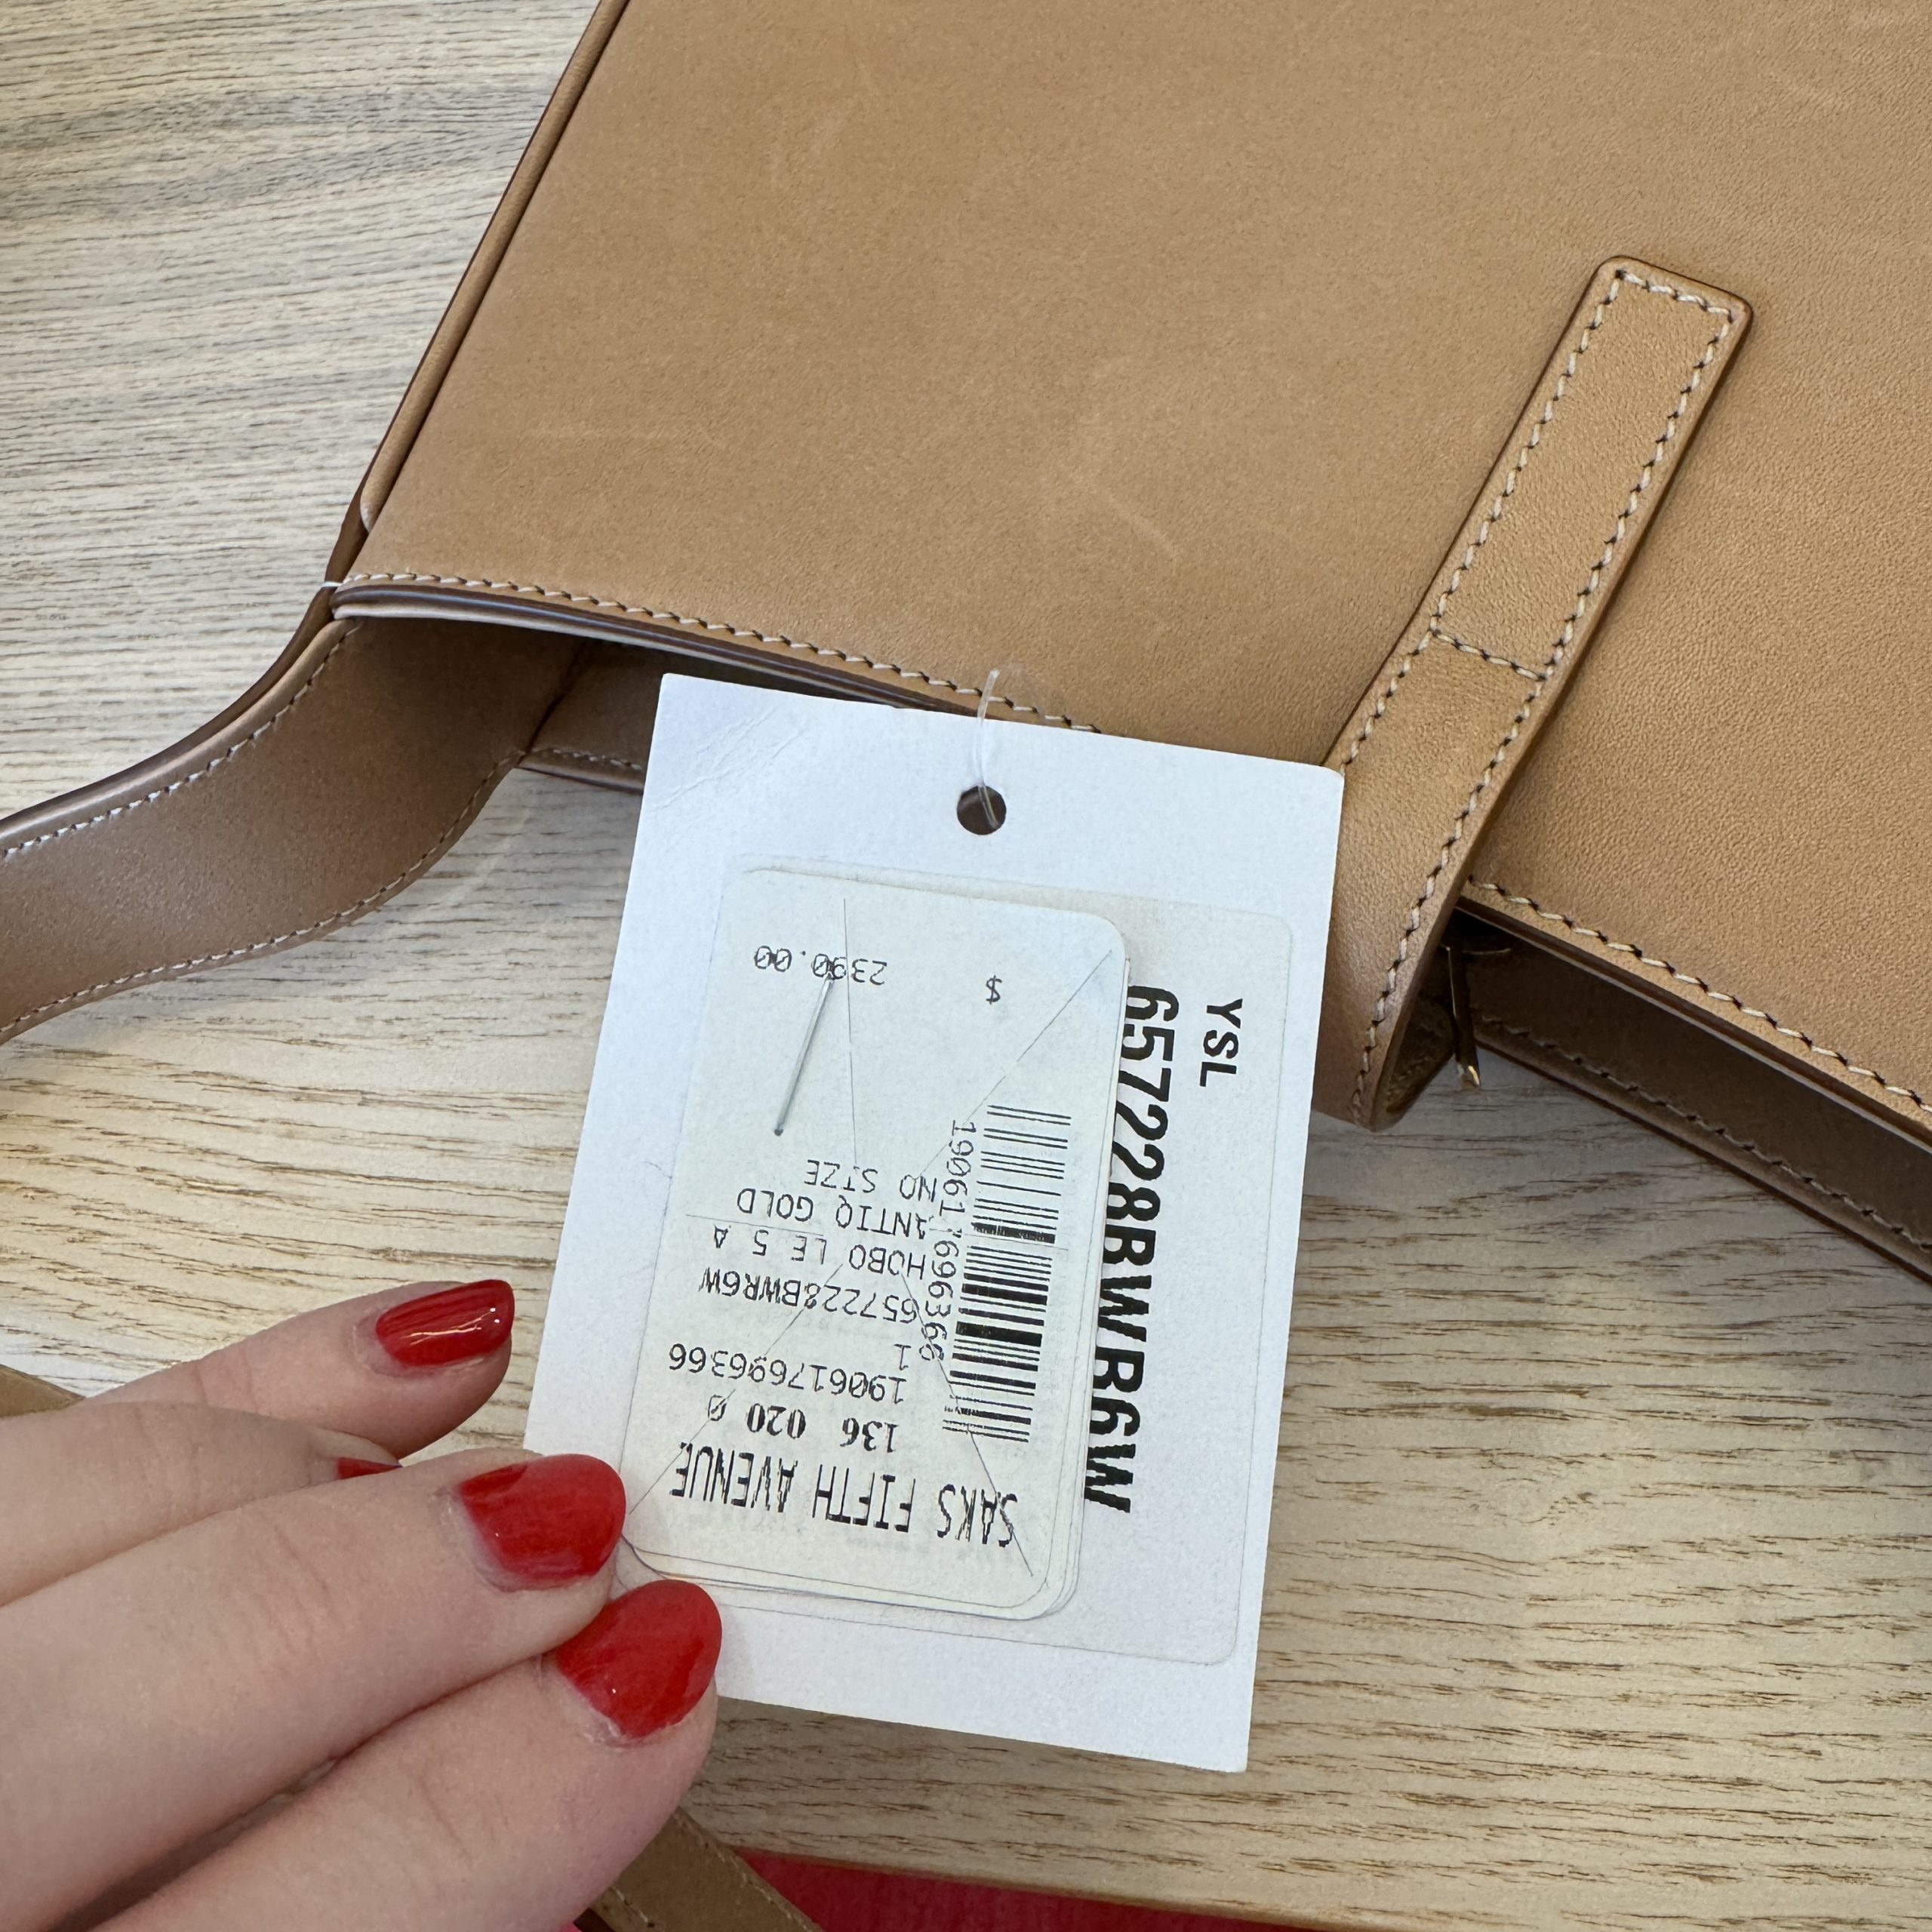 YSL
657228BWR6W
SAKS FIFTH AVENUE
136 020 0
190617696366
1
657228BWR6W
HOBO LE 5 A
ANTIQ GOLD
NO SIZE
190617696366
$ 2390.00